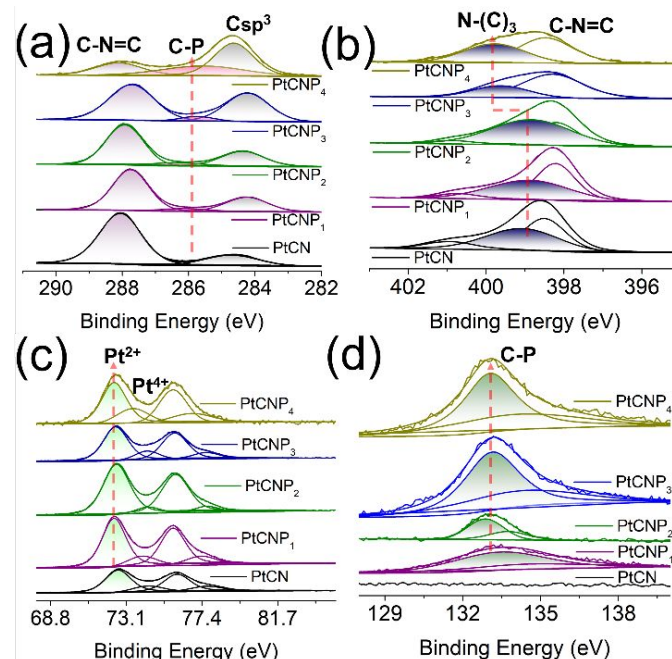 (a)
C-N=C
C-P
Csp³
PtCNP₄
PtCNP₃
PtCNP₂
PtCNP₁
PtCN
290 288 286 284 282
Binding Energy (eV)
(b)
N-(C)₃
C-N=C
PtCNP₄
PtCNP₃
PtCNP₂
PtCNP₁
PtCN
402 400 398 396
Binding Energy (eV)
(c)
Pt²⁺
Pt⁴⁺
PtCNP₄
PtCNP₃
PtCNP₂
PtCNP₁
PtCN
68.8 73.1 77.4 81.7
Binding Energy (eV)
(d)
C-P
PtCNP₄
PtCNP₃
PtCNP₂
PtCNP₁
PtCN
129 132 135 138
Binding Energy (eV)